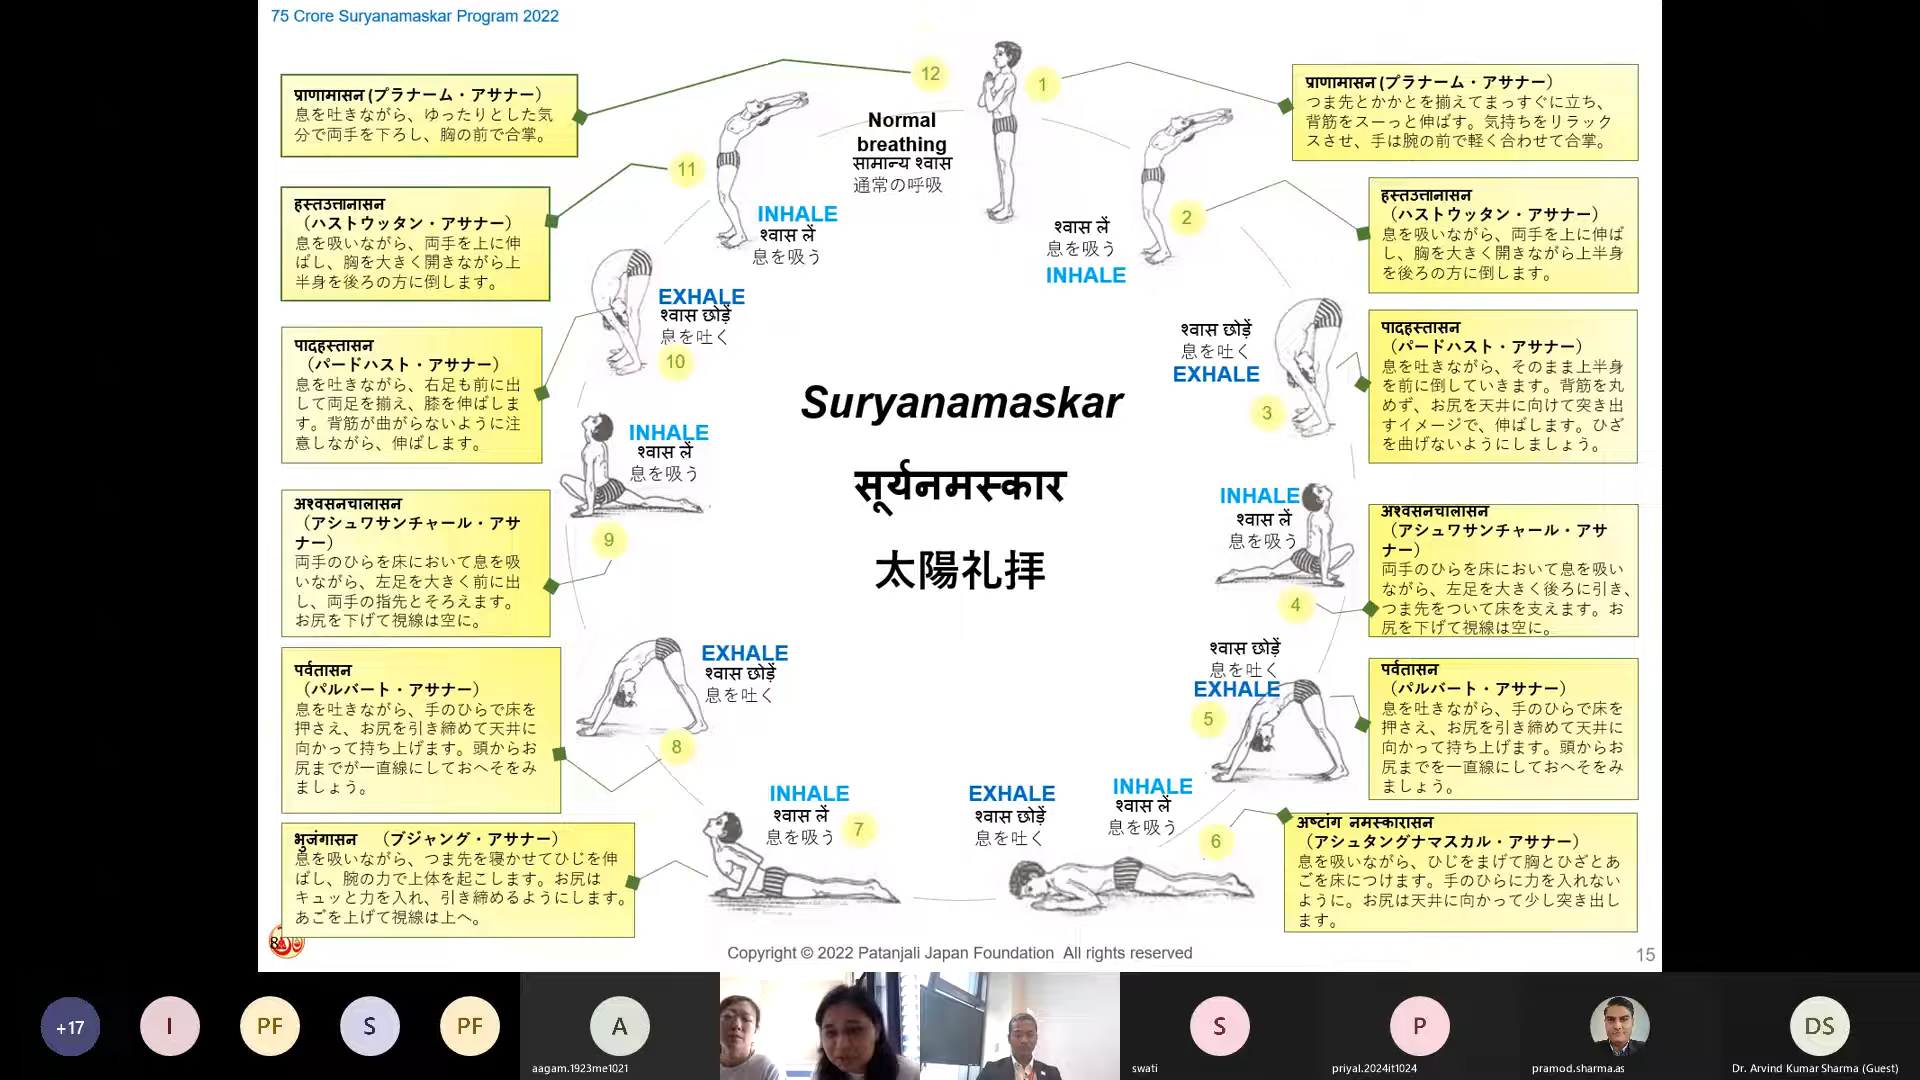 75 Crore Suryanamaskar Program 2022
प्राणामासन (プラナーム・アサナー）
息を吐きながら、ゆったりとした気
分で両手を下ろし、胸の前で合掌。
12
1
Normal
breathing
सामान्य श्वास
通常の呼吸
प्राणामासन (プラナーム・アサナー）
つま先とかかとを揃えてまっすぐに立ち、
背筋をスーっと伸ばす。気持ちをリラック
スさせ、手は腕の前で軽く合わせて合掌。
हस्तउत्तानासन
（ハストウッタン・アサナー）
息を吸いながら、両手を上に伸
ばし、胸を大きく開きながら上
半身を後ろの方に倒します。
11
INHALE
श्वास लें
息を吸う
श्वास लें
息を吸う
INHALE
2
हस्तउत्तानासन
（ハストウッタン・アサナー）
息を吸いながら、両手を上に伸ば
し、胸を大きく開きながら上半身
を後ろの方に倒します。
पादहस्तासन
（パードハスト・アサナー）
息を吐きながら、右足も前に出
して両足を揃え、膝を伸ばしま
す。背筋が曲がらないように注
意しながら、伸ばします。
EXHALE
श्वास छोड़ें
息を吐く
10
श्वास छोड़ें
息を吐く
EXHALE
3
पादहस्तासन
（パードハスト・アサナー）
息を吐きながら、そのまま上半身
を前に倒していきます。背筋を丸
めず、お尻を天井に向けて突き出
すイメージで、伸ばします。ひざ
を曲げないようにしましょう。
Suryanamaskar
सूर्यनमस्कार
太陽礼拝
अश्वसनचालासन
（アシュワサンチャール・アサ
ナー）
両手のひらを床において息を吸
いながら、左足を大きく前に出
し、両手の指先とそろえます。
お尻を下げて視線は空に。
INHALE
श्वास लें
息を吸う
9
INHALE
श्वास लें
息を吸う
4
अश्वसनचालासन
（アシュワサンチャール・アサ
ナー）
両手のひらを床において息を吸い
ながら、左足を大きく後ろに引き、
つま先をついて床を支えます。お
尻を下げて視線は空に。
पर्वतासन
（パルバート・アサナー）
息を吐きながら、手のひらで床を
押さえ、お尻を引き締めて天井に
向かって持ち上げます。頭からお
尻までが一直線にしておへそをみ
ましょう。
EXHALE
श्वास छोड़ें
息を吐く
8
श्वास छोड़ें
息を吐く
EXHALE
5
पर्वतासन
（パルバート・アサナー）
息を吐きながら、手のひらで床を
押さえ、お尻を引き締めて天井に
向かって持ち上げます。頭からお
尻までを一直線にしておへそをみ
ましょう。
भुजंगासन （ブジャング・アサナー）
息を吸いながら、つま先を寝かせてひじを伸
ばし、腕の力で上体を起こします。お尻は
キュッと力を入れ、引き締めるようにします。
あごを上げて視線は上へ。
INHALE
श्वास लें
息を吸う
7
EXHALE
श्वास छोड़ें
息を吐く
INHALE
श्वास लें
息を吸う
6
अष्टांग नमस्कारासन
（アシュタングナマスカル・アサナー）
息を吸いながら、ひじをまげて胸とひざとあ
ごを床につけます。手のひらに力を入れない
ように。お尻は天井に向かって少し突き出し
ます。
8
Copyright © 2022 Patanjali Japan Foundation All rights reserved
15
+17
I
PF
S
PF
A
S
P
DS
aagam.1923me1021
swati
priyal.2024it1024
pramod.sharma.as
Dr. Arvind Kumar Sharma (Guest)